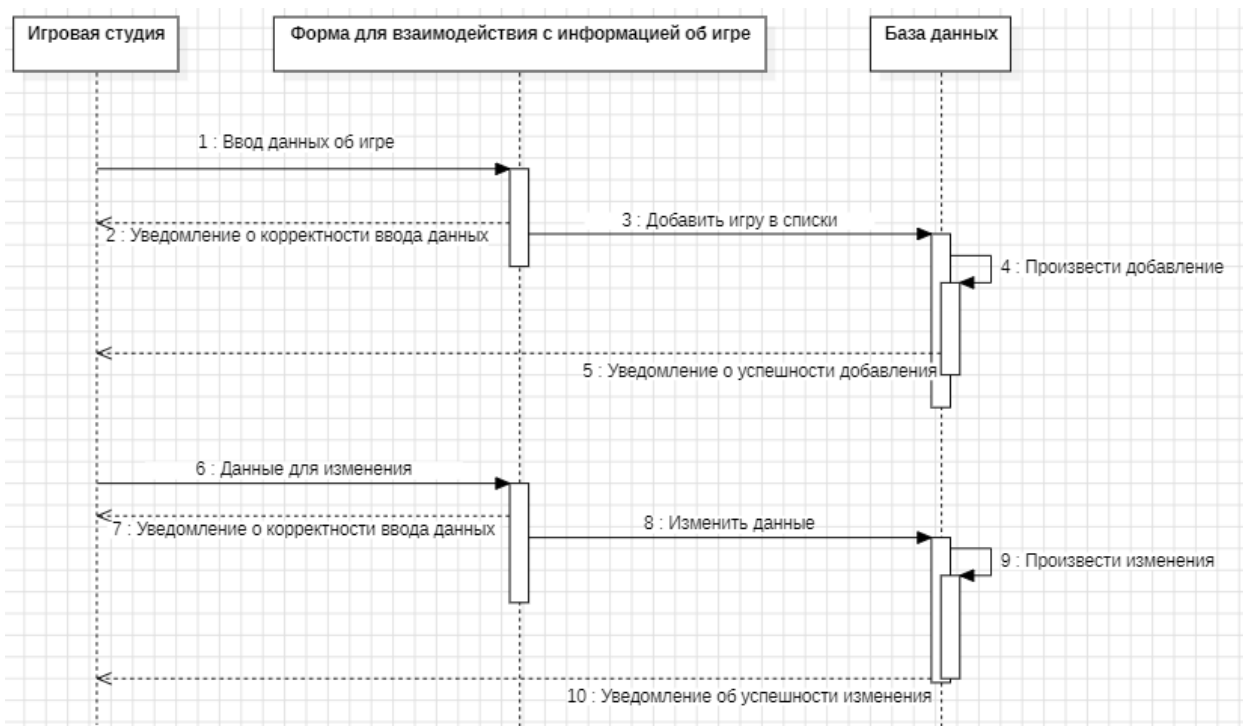 Игровая студия
Форма для взаимодействия с информацией об игре
База данных
1 : Ввод данных об игре
2 : Уведомление о корректности ввода данных
3 : Добавить игру в списки
4 : Произвести добавление
5 : Уведомление о успешности добавления
6 : Данные для изменения
7 : Уведомление о корректности ввода данных
8 : Изменить данные
9 : Произвести изменения
10 : Уведомление об успешности изменения